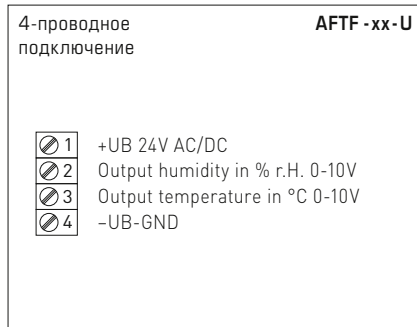 4-проводное AFTF - xx - U
подключение
1 +UB 24V AC/DC
2 Output humidity in % r.H. 0-10V
3 Output temperature in °C 0-10V
4 –UB-GND